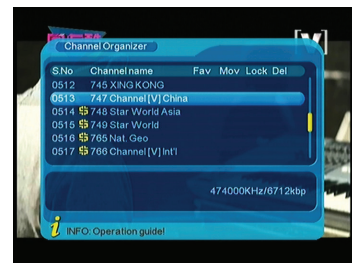 [V]
Channel Organizer
S.No Channel name Fav Mov Lock Del
0512 745 XING KONG
0513 747 Channel [V] China
0514 $ 748 Star World Asia
0515 $ 749 Star World
0516 $ 765 Nat. Geo
0517 $ 766 Channel [V] Int'l
474000KHz/6712kbp
i INFO: Operation guide!